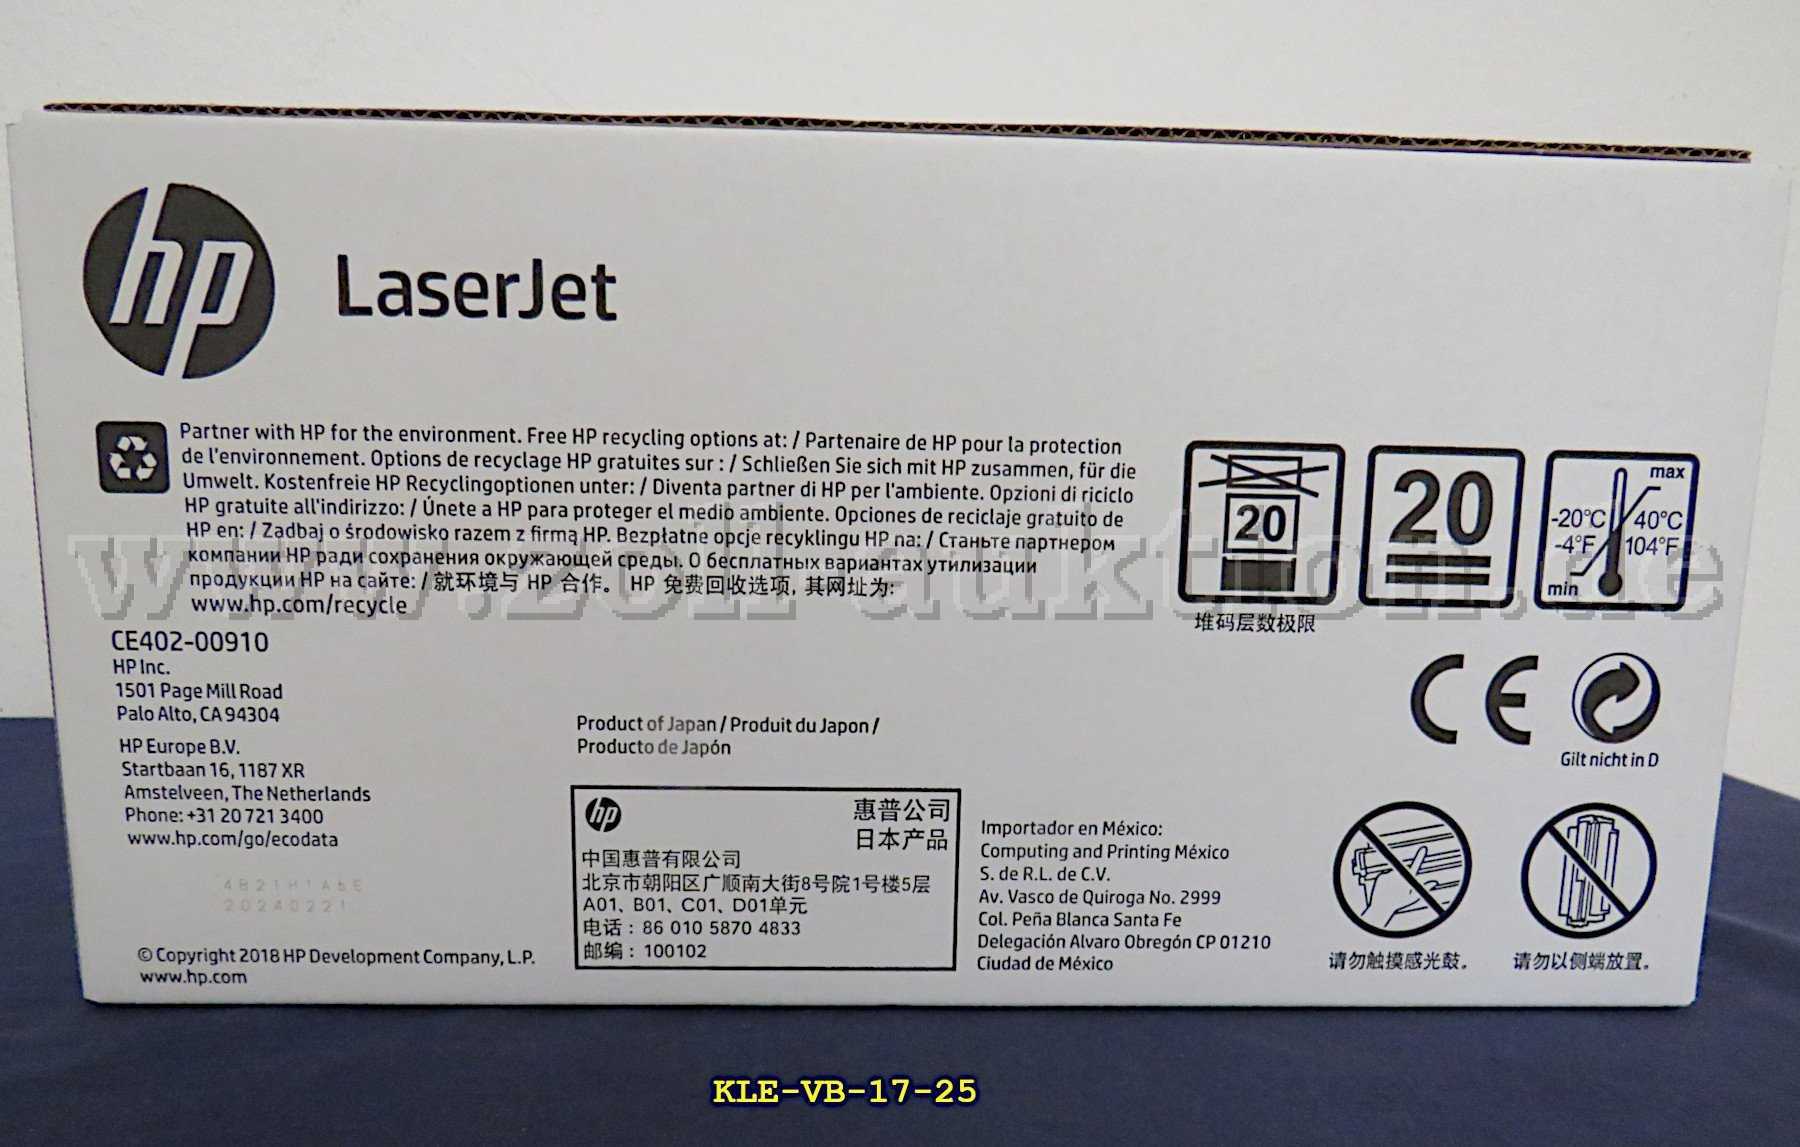 hp
LaserJet
Partner with HP for the environment. Free HP recycling options at: / Partenaire de HP pour la protection
de l'environnement. Options de recyclage HP gratuites sur : / Schließen Sie sich mit HP zusammen, für die
Umwelt. Kostenfreie HP Recyclingoptionen unter: / Diventa partner di HP per l'ambiente. Opzioni di riciclo
HP gratuite all'indirizzo: / Únete a HP para proteger el medio ambiente. Opciones de reciclaje gratuito de
HP en: / Zadbaj o środowisko razem z firmą HP. Bezpłatne opcje recyklingu HP na: / Станьте партнером
компании HP ради сохранения окружающей среды. О бесплатных вариантах утилизации
продукции HP на сайте: / 就环境与 HP 合作。 HP 免费回收选项, 其网址为:
www.hp.com/recycle
www.zoll-auktion.de
20
堆码层数极限
20
max
-20°C 40°C
-4°F 104°F
min
CE402-00910
HP Inc.
1501 Page Mill Road
Palo Alto, CA 94304
HP Europe B.V.
Startbaan 16, 1187 XR
Amstelveen, The Netherlands
Phone: +31 20 721 3400
www.hp.com/go/ecodata
20240221
© Copyright 2018 HP Development Company, L.P.
www.hp.com
Product of Japan / Produit du Japon /
Producto de Japón
hp
惠普公司
日本产品
中国惠普有限公司
北京市朝阳区广顺南大街8号院1号楼5层
A01、B01、C01、D01单元
电话 : 86 010 5870 4833
邮编 : 100102
Importador en México:
Computing and Printing México
S. de R.L. de C.V.
Av. Vasco de Quiroga No. 2999
Col. Peña Blanca Santa Fe
Delegación Alvaro Obregón CP 01210
Ciudad de México
CE
Gilt nicht in D
请勿触摸感光鼓。
请勿以侧端放置。
KLE-VB-17-25